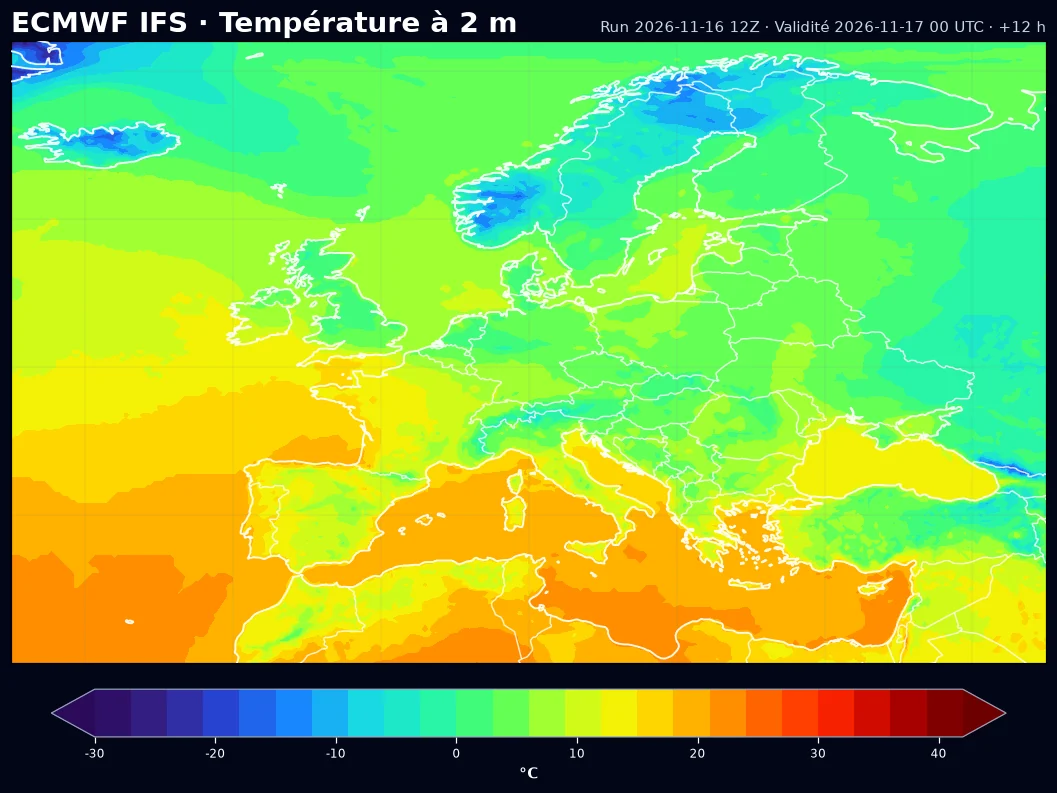 ECMWF IFS · Température à 2 m
Run 2026-11-16 12Z · Validité 2026-11-17 00 UTC · +12 h
-30 -20 -10 0 10 20 30 40
°C